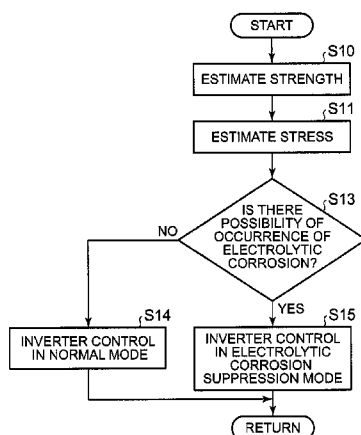 START
S10
ESTIMATE STRENGTH
S11
ESTIMATE STRESS
S13
IS THERE
POSSIBILITY OF
OCCURRENCE OF
ELECTROLYTIC
CORROSION?
NO
YES
S14
INVERTER CONTROL
IN NORMAL MODE
S15
INVERTER CONTROL
IN ELECTROLYTIC
CORROSION
SUPPRESSION MODE
RETURN